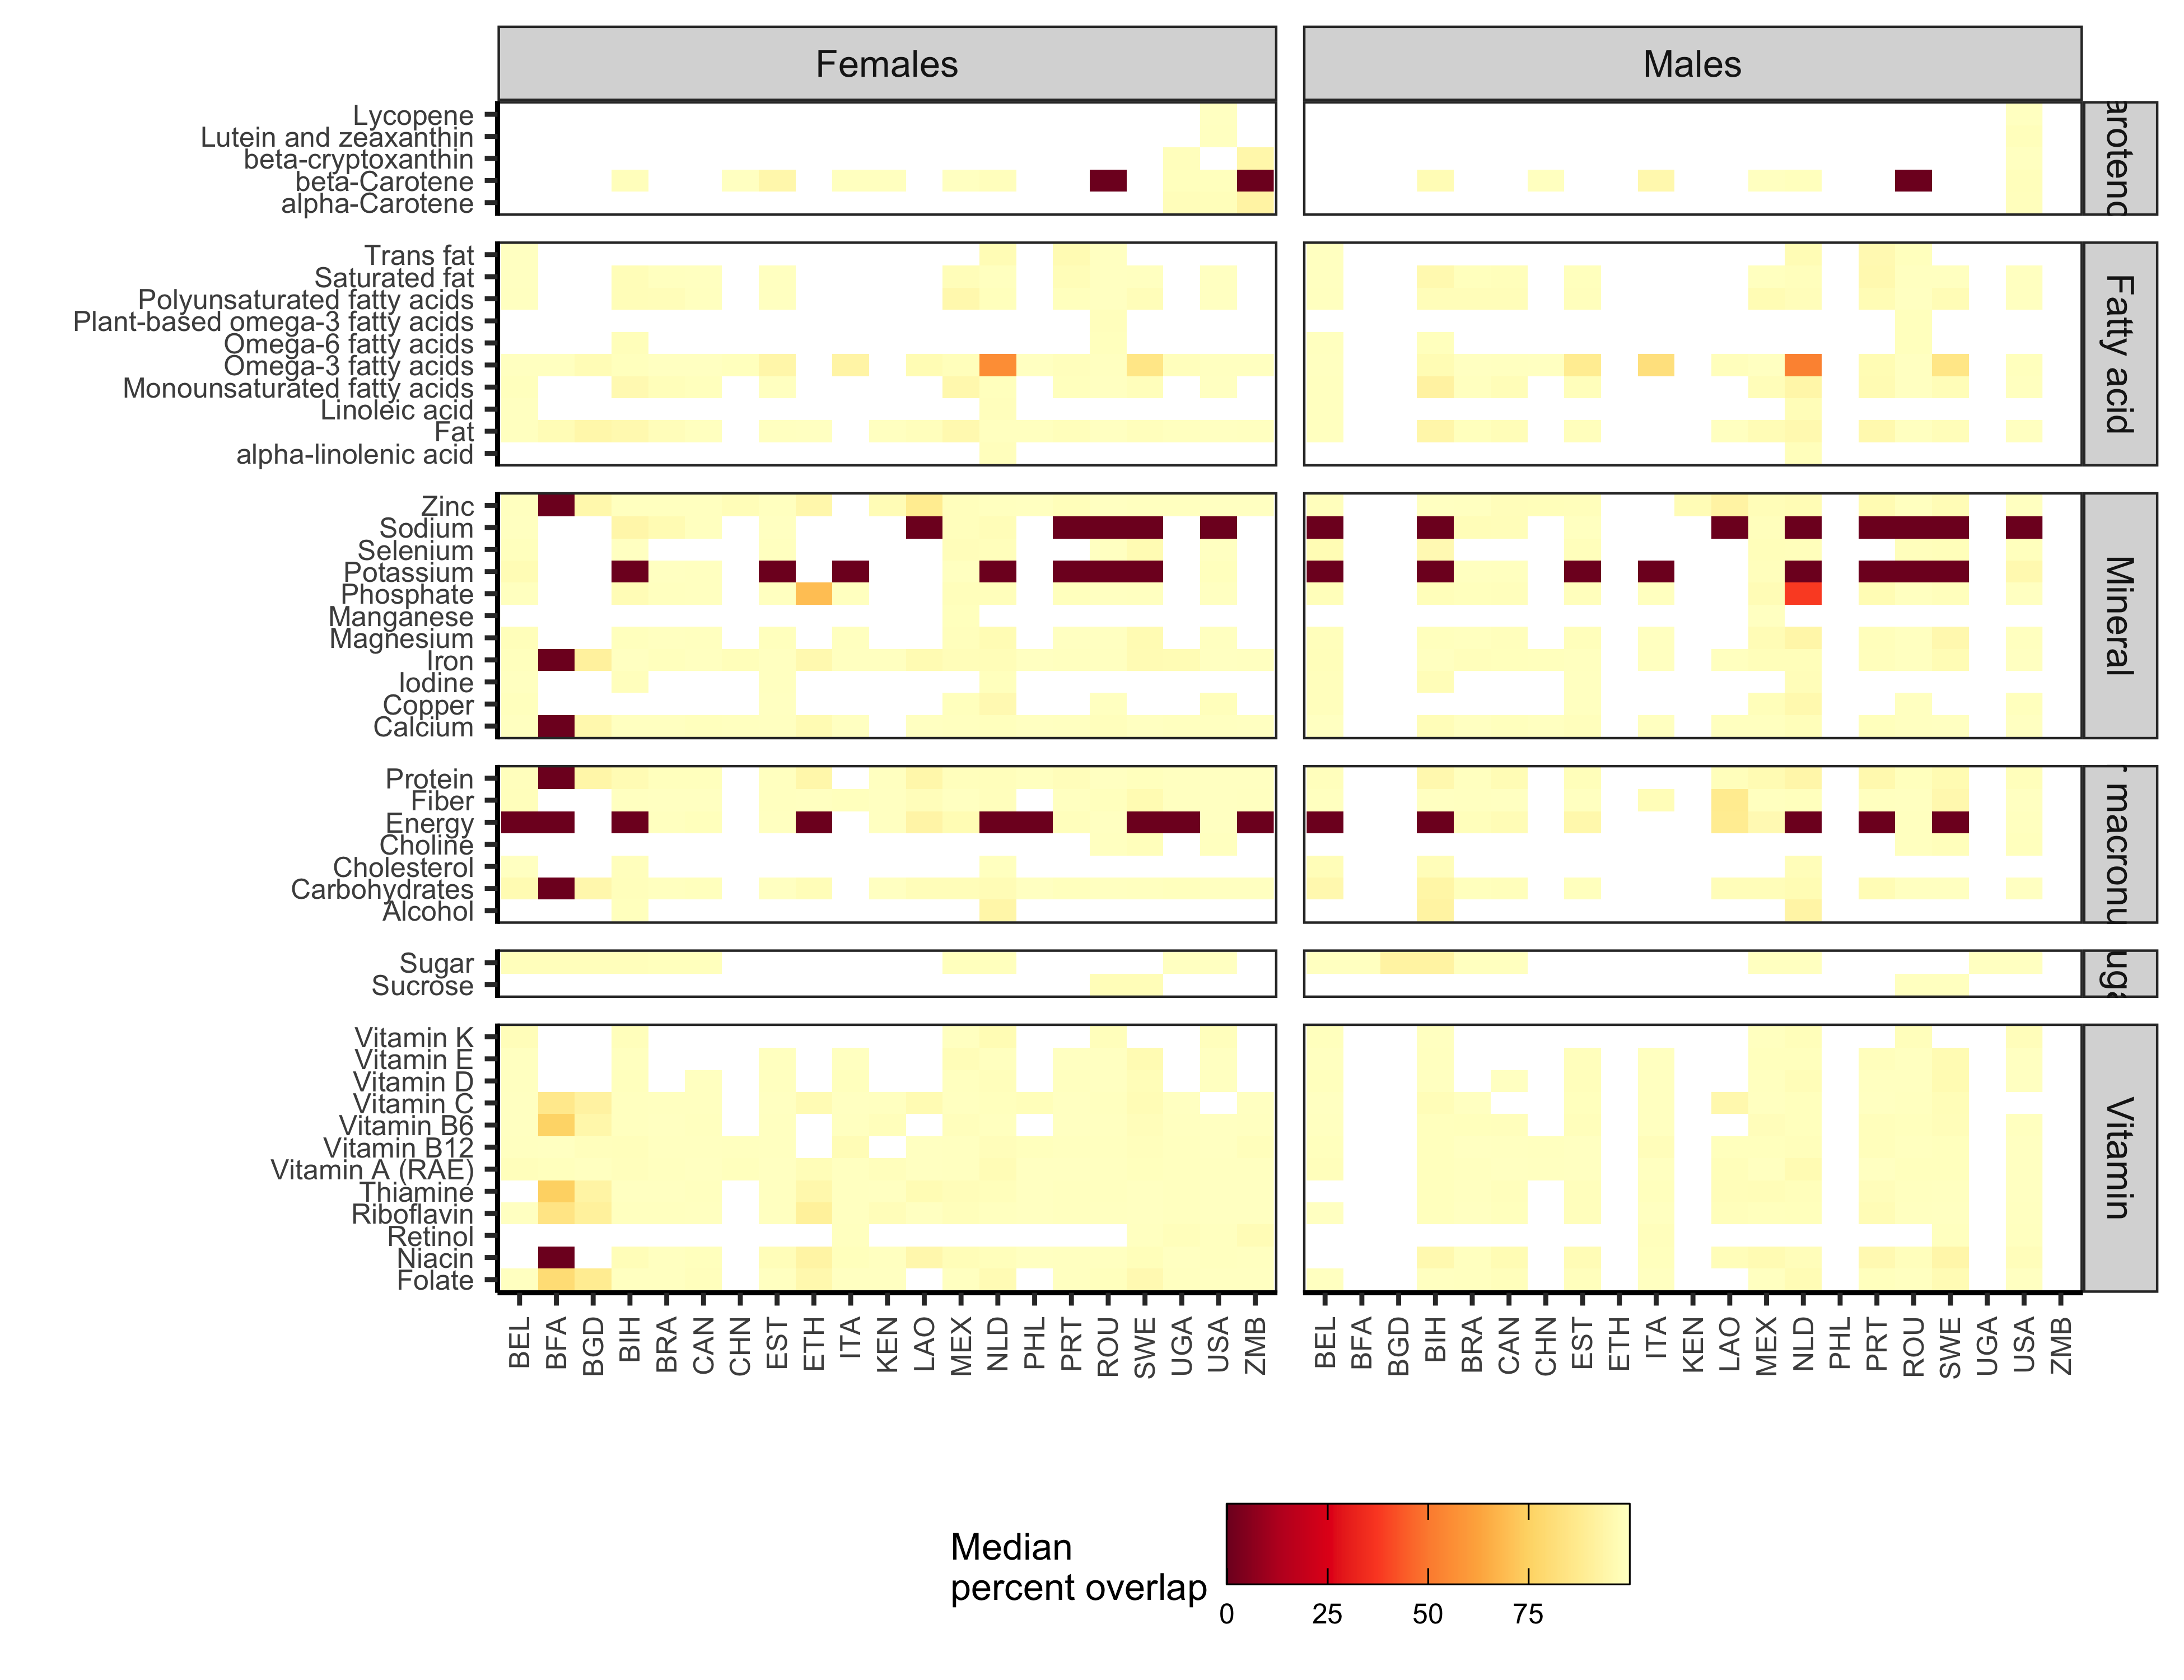 Females
Males
Lycopene
Lutein and zeaxanthin
beta-cryptoxanthin
beta-Carotene
alpha-Carotene
Trans fat
Saturated fat
Polyunsaturated fatty acids
Plant-based omega-3 fatty acids
Omega-6 fatty acids
Omega-3 fatty acids
Monounsaturated fatty acids
Linoleic acid
Fat
alpha-linolenic acid
Fatty acid
Zinc
Sodium
Selenium
Potassium
Phosphate
Manganese
Magnesium
Iron
Iodine
Copper
Calcium
Mineral
Protein
Fiber
Energy
Choline
Cholesterol
Carbohydrates
Alcohol
Sugar
Sucrose
Vitamin K
Vitamin E
Vitamin D
Vitamin C
Vitamin B6
Vitamin B12
Vitamin A (RAE)
Thiamine
Riboflavin
Retinol
Niacin
Folate
Vitamin
BEL BFA BGD BIH BRA CAN CHN EST ETH ITA KEN LAO MEX NLD PHL PRT ROU SWE UGA USA ZMB
BEL BFA BGD BIH BRA CAN CHN EST ETH ITA KEN LAO MEX NLD PHL PRT ROU SWE UGA USA ZMB
Median
percent overlap
0 25 50 75